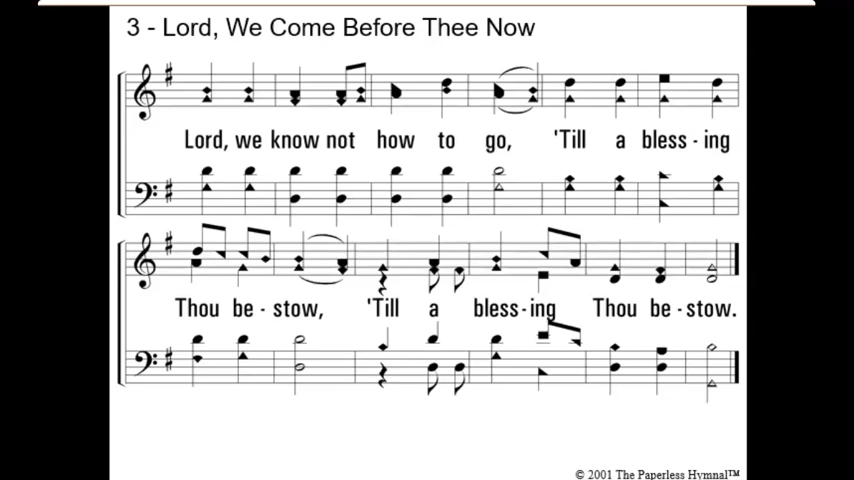 3 - Lord, We Come Before Thee Now
Lord, we know not how to go, 'Till a bless - ing
Thou be - stow, 'Till a bless - ing Thou be - stow.
© 2001 The Paperless Hymnal™